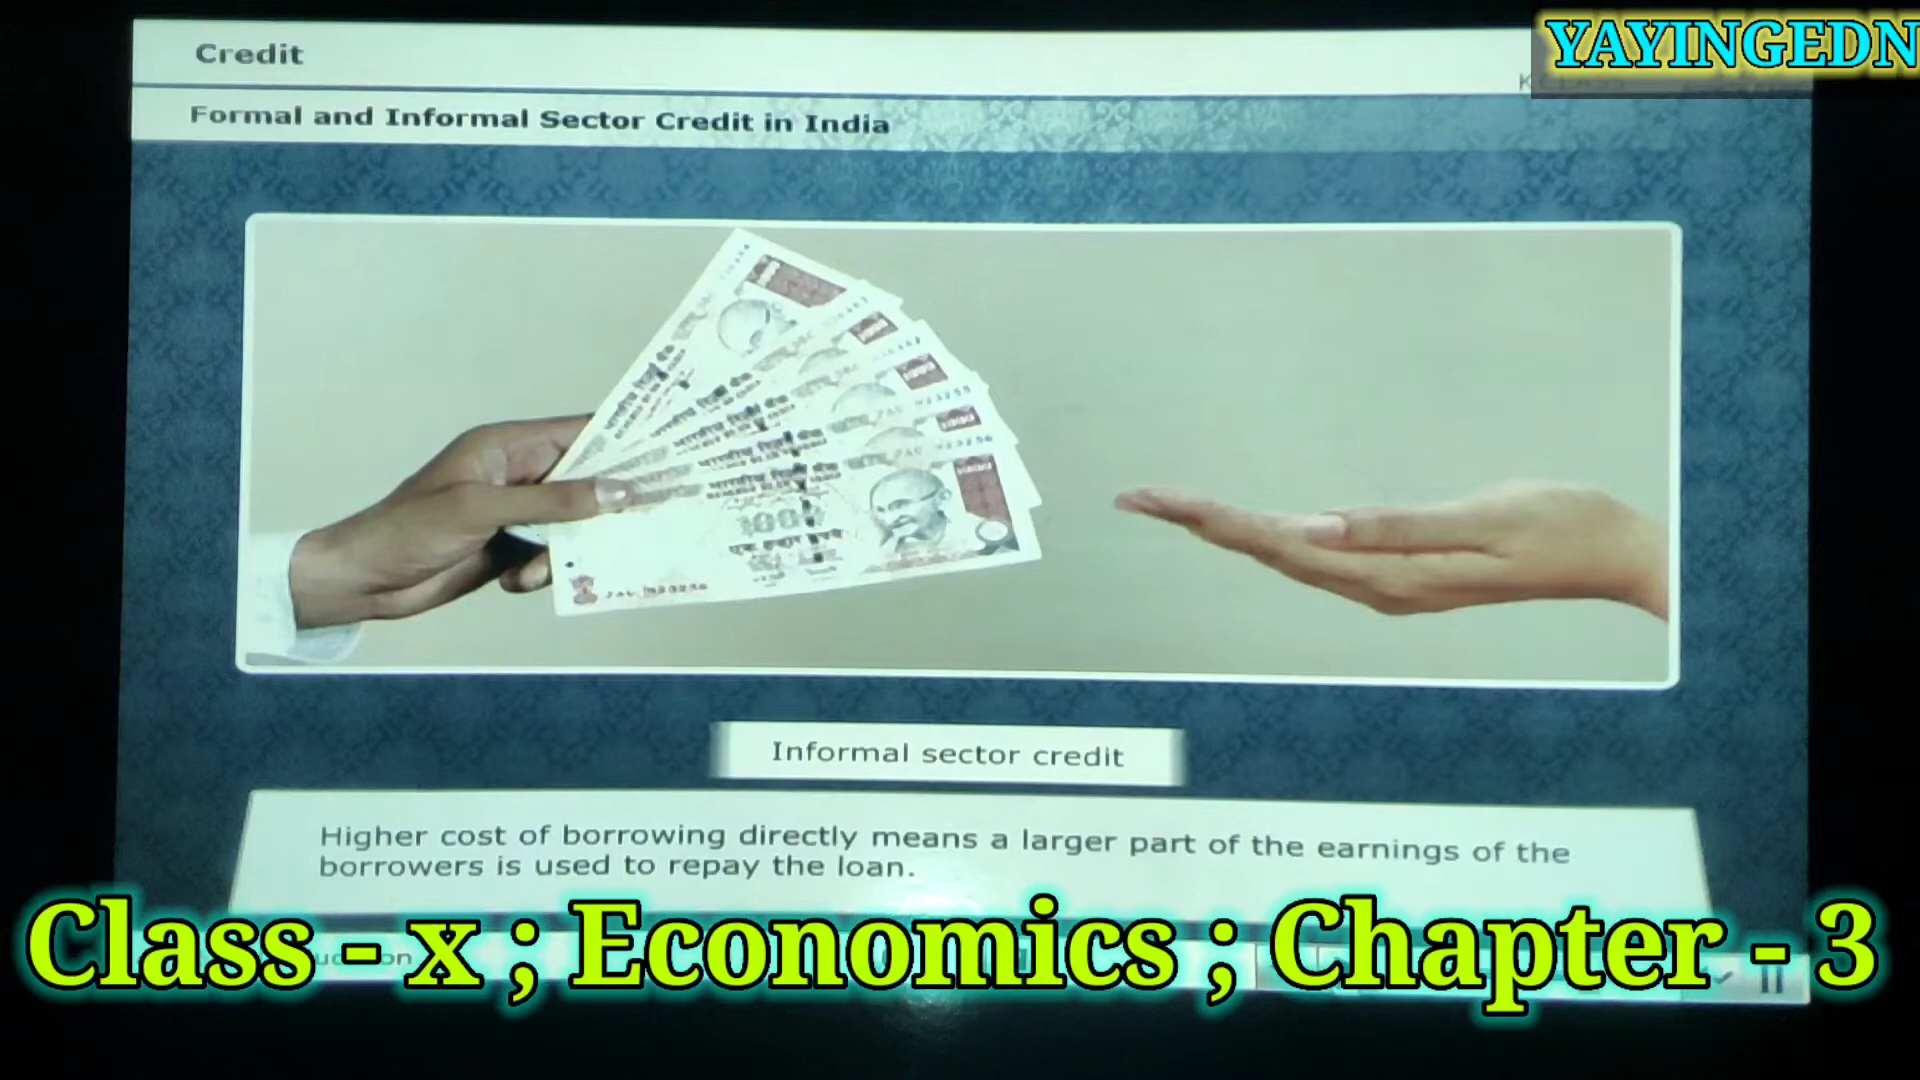 YAYINGEDN
Credit
Formal and Informal Sector Credit in India
1000
Informal sector credit
Higher cost of borrowing directly means a larger part of the earnings of the
borrowers is used to repay the loan.
Class - x ; Economics ; Chapter - 3